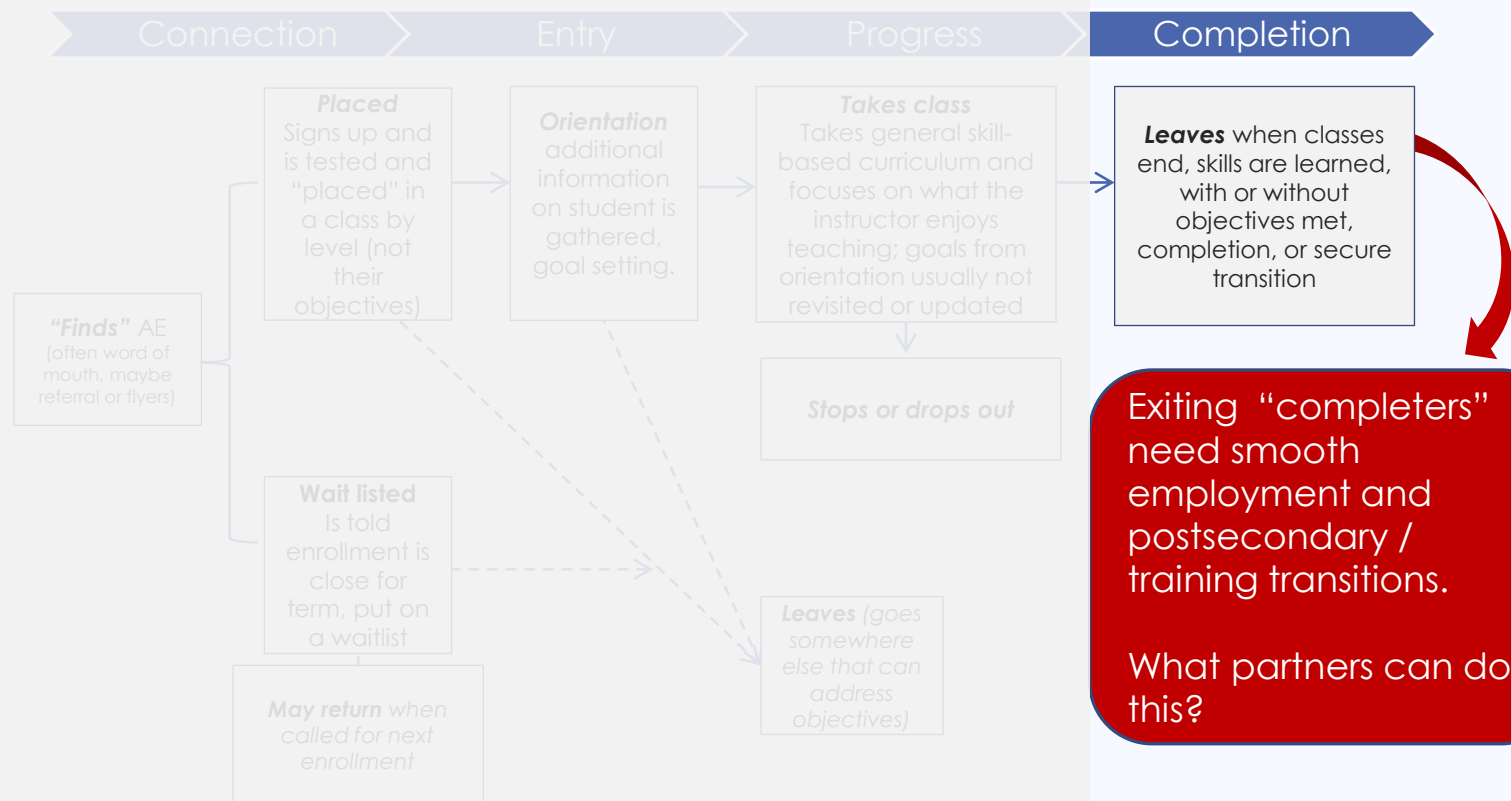 Connection
Entry
Progress
Completion
“Finds” AE
(often word of
mouth, maybe
referral or flyers)
Placed
Signs up and
is tested and
“placed” in
a class by
level (not
their
objectives)
Wait listed
Is told
enrollment is
close for
term, put on
a waitlist
May return when
called for next
enrollment
Orientation
additional
information
on student is
gathered,
goal setting.
Takes class
Takes general skill-
based curriculum and
focuses on what the
instructor enjoys
teaching; goals from
orientation usually not
revisited or updated
Stops or drops out
Leaves (goes
somewhere
else that can
address
objectives)
Leaves when classes
end, skills are learned,
with or without
objectives met,
completion, or secure
transition
Exiting “completers”
need smooth
employment and
postsecondary /
training transitions.
What partners can do
this?